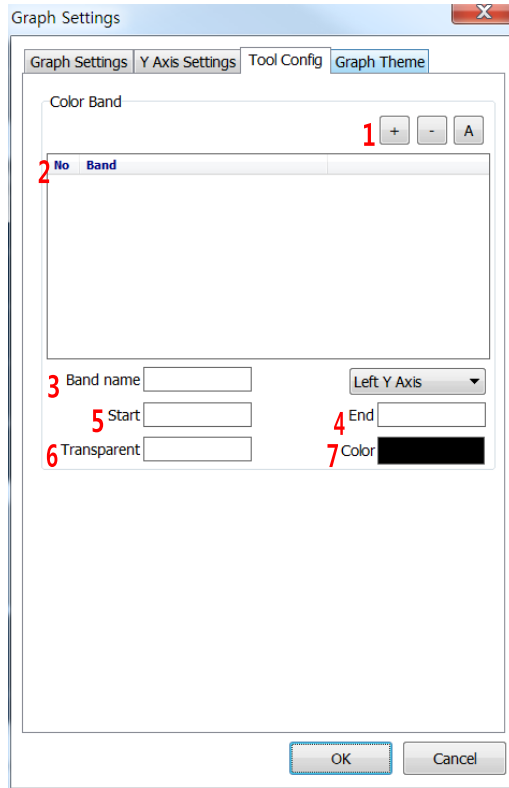 Graph Settings X
Graph Settings Y Axis Settings Tool Config Graph Theme
Color Band
1 + - A
2 No Band
3 Band name Left Y Axis
5 Start 4 End
6 Transparent 7 Color
OK Cancel